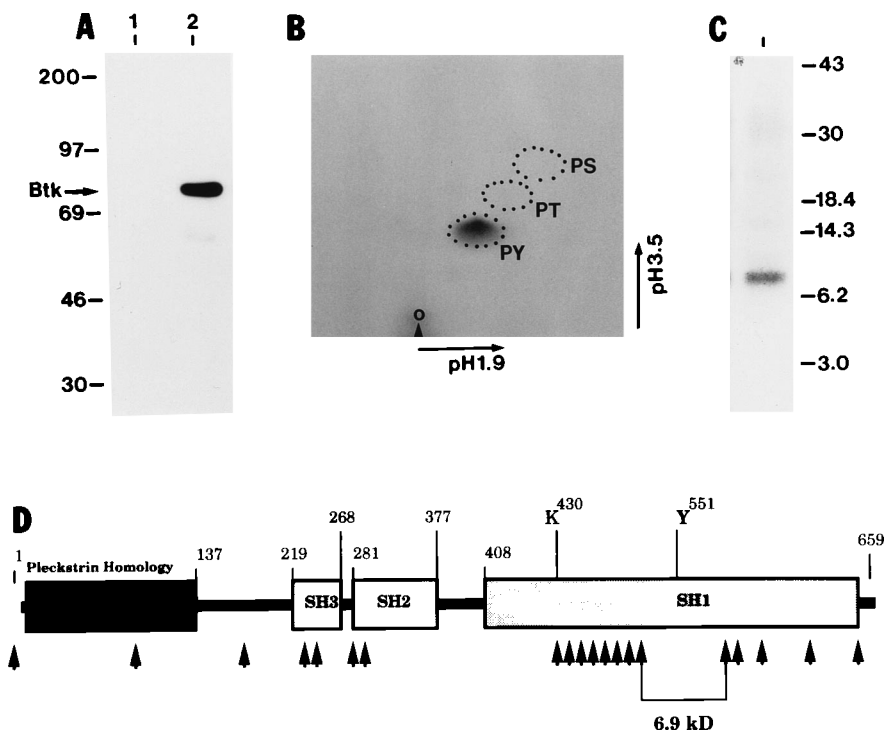 A
1 2
200
97
Btk
69
46
30
B
PS
PT
PY
o
pH3.5
pH1.9
C
43
30
18.4
14.3
6.2
3.0
D
1
Pleckstrin Homology
137
219
268
281
377
408
K430
Y551
659
SH3
SH2
SH1
6.9 kD